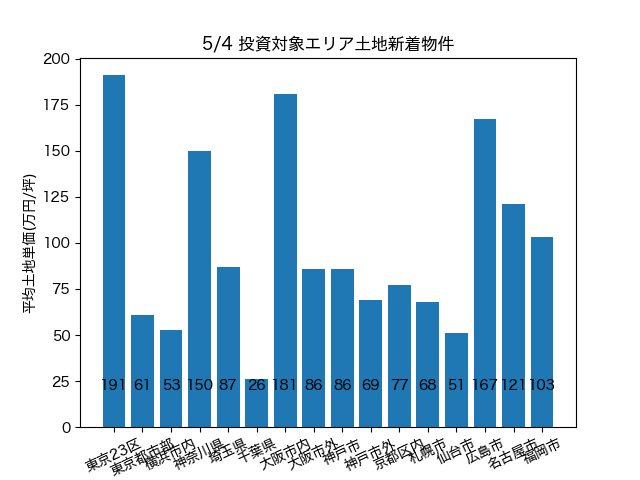 5/4 投資対象エリア土地新着物件
平均土地単価(万円/坪)
200
175
150
125
100
75
50
25
0
191 61 53 150 87 26 181 86 86 69 77 68 51 167 121 103
東京23区
東京都市部
横浜市内
神奈川県
埼玉県
千葉県
大阪市内
大阪市外
神戸市
神戸市外
京都区内
札幌市
仙台市
広島市
名古屋市
福岡市